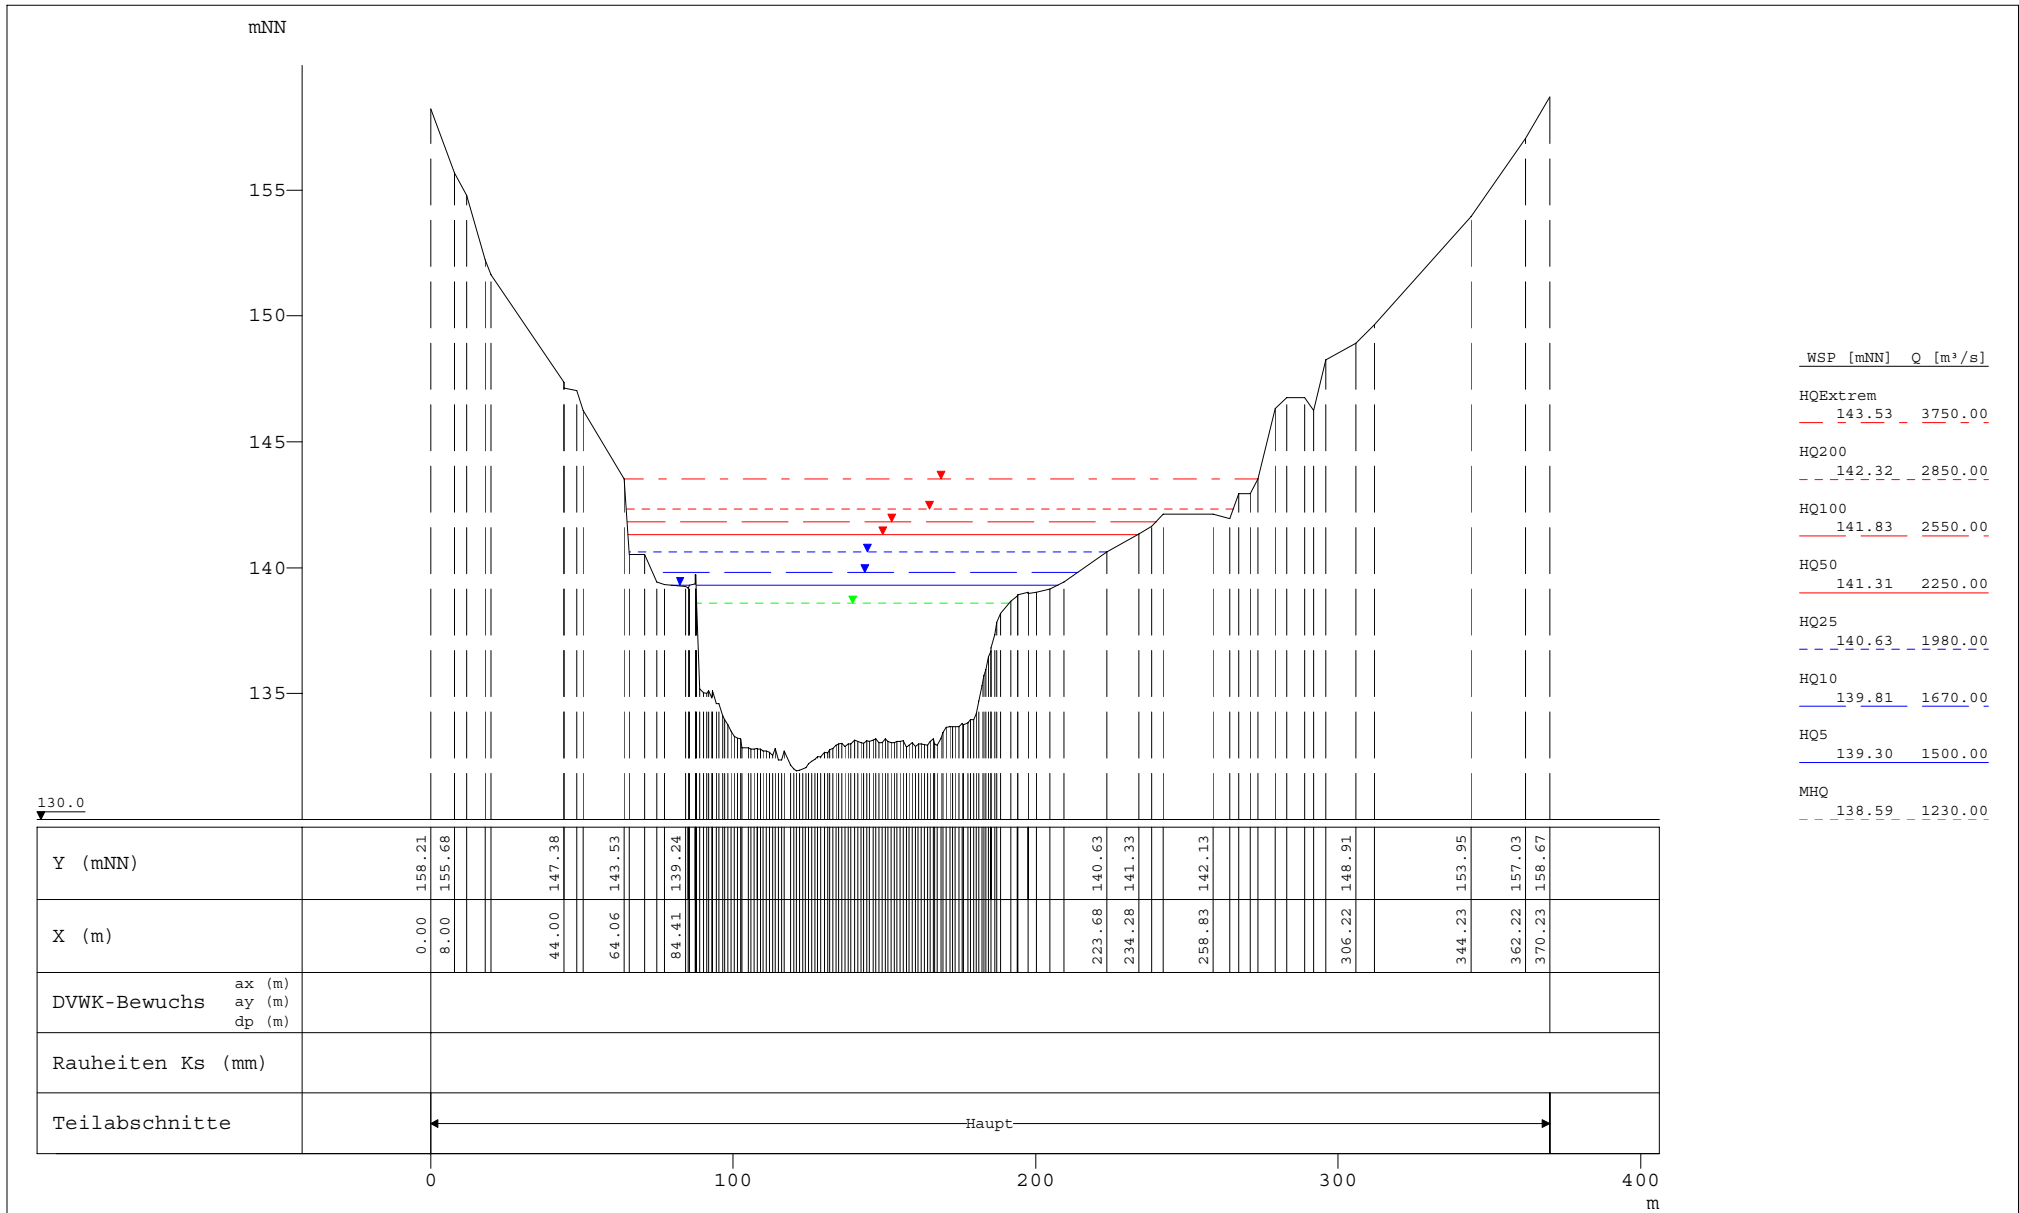 mNN
155
150
145
140
135
130.0
WSP [mNN] Q [m³/s]
HQExtrem
143.53 3750.00
HQ200
142.32 2850.00
HQ100
141.83 2550.00
HQ50
141.31 2250.00
HQ25
140.63 1980.00
HQ10
139.81 1670.00
HQ5
139.30 1500.00
MHQ
138.59 1230.00
Y (mNN) 158.21 155.68 147.38 143.53 139.24 140.63 141.33 142.13 148.91 153.95 157.03 158.67
X (m) 0.00 8.00 44.00 64.06 84.41 223.68 234.28 258.83 306.22 344.23 362.22 370.23
DVWK-Bewuchs
ax (m)
ay (m)
dp (m)
Rauheiten Ks (mm)
Teilabschnitte Haupt
0 100 200 300 400
m